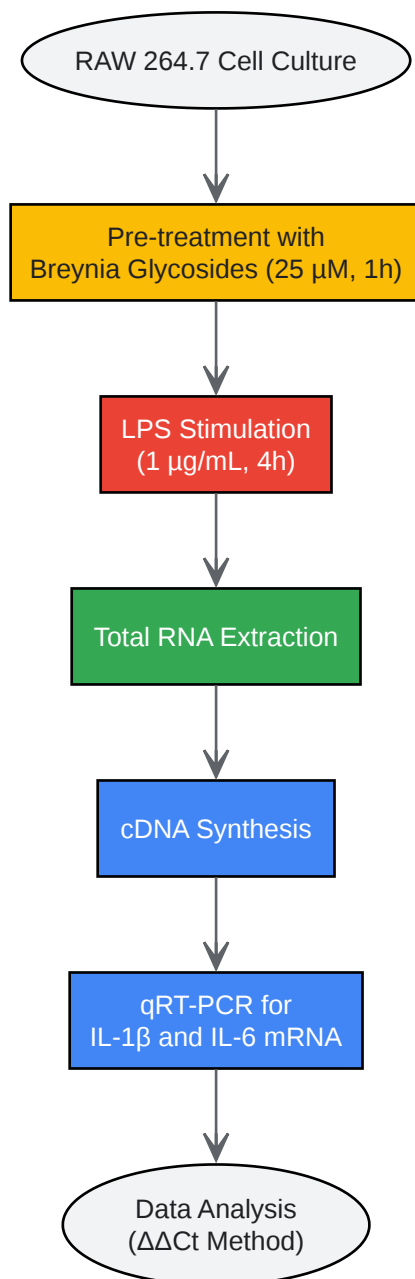 RAW 264.7 Cell Culture
Pre-treatment with
Breynia Glycosides (25 µM, 1h)
LPS Stimulation
(1 µg/mL, 4h)
Total RNA Extraction
cDNA Synthesis
qRT-PCR for
IL-1β and IL-6 mRNA
Data Analysis
(ΔΔCt Method)